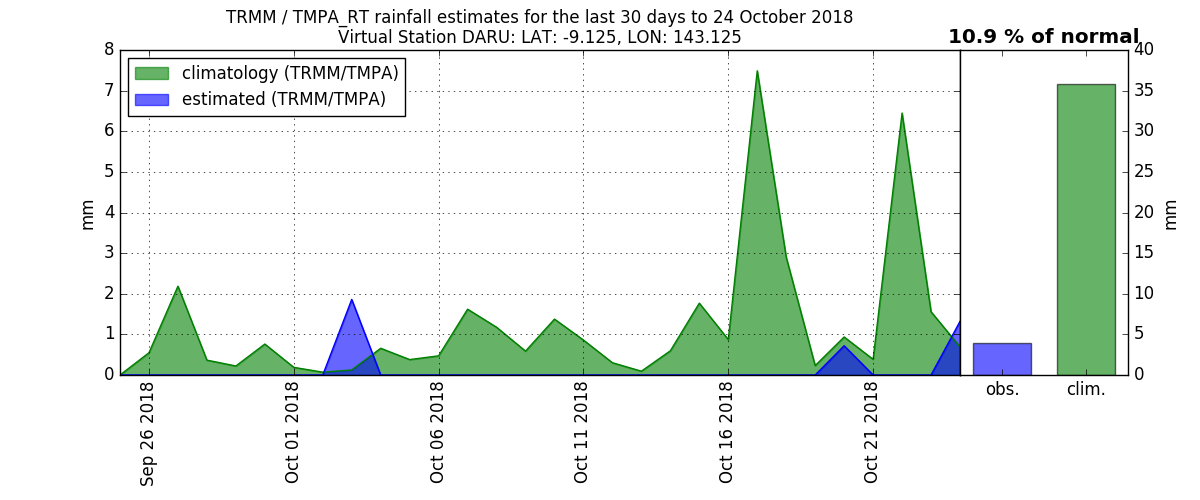 TRMM / TMPA_RT rainfall estimates for the last 30 days to 24 October 2018
Virtual Station DARU: LAT: -9.125, LON: 143.125
10.9 % of normal
climatology (TRMM/TMPA)
estimated (TRMM/TMPA)
8
7
6
5
4
3
2
1
0
mm
40
35
30
25
20
15
10
5
0
mm
Sep 26 2018
Oct 01 2018
Oct 06 2018
Oct 11 2018
Oct 16 2018
Oct 21 2018
obs.
clim.